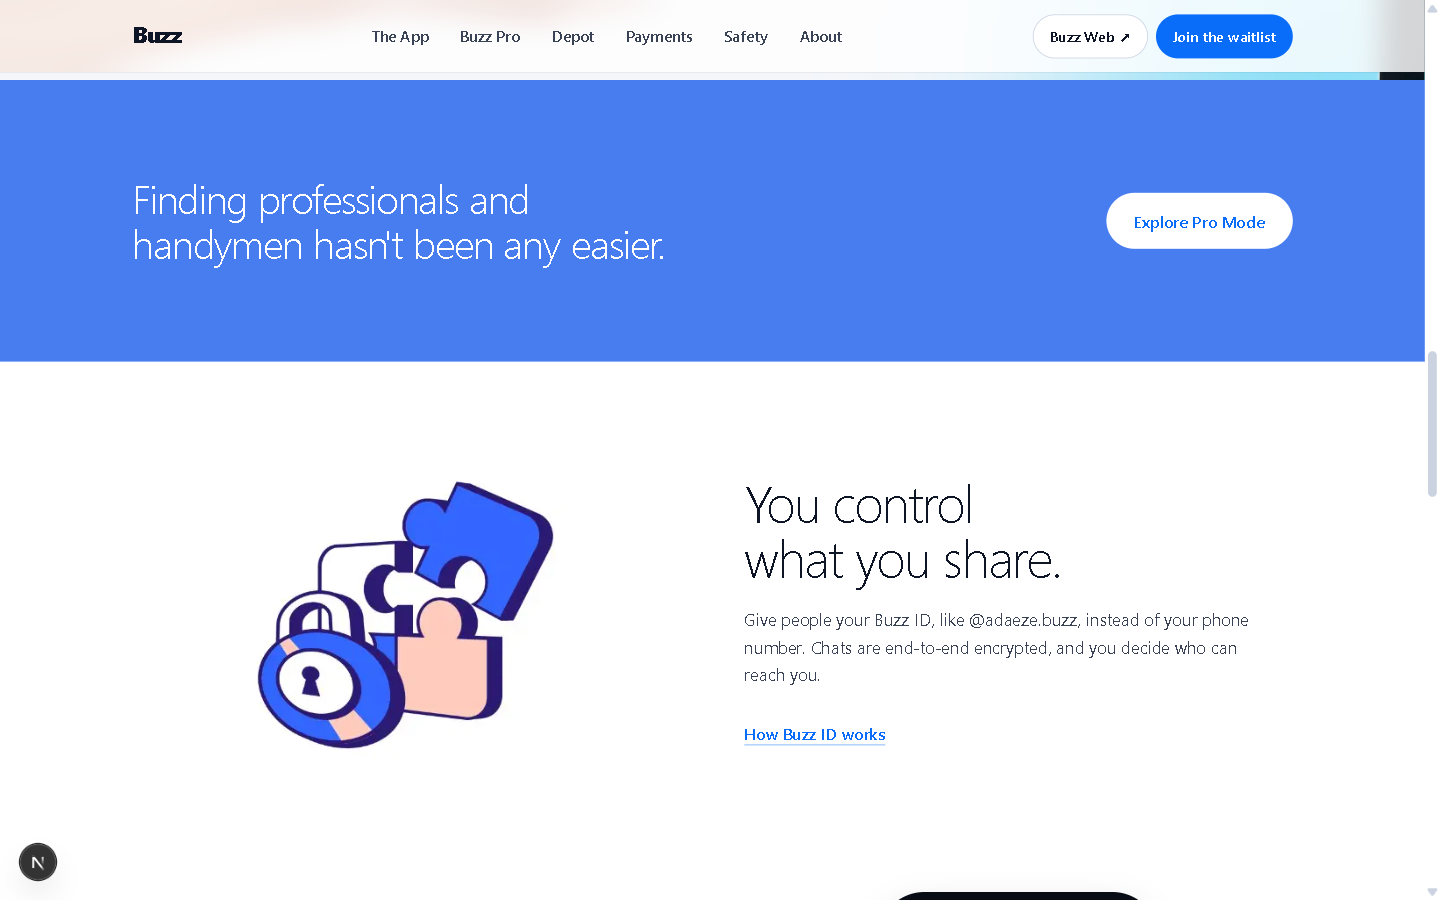 Buzz
The App
Buzz Pro
Depot
Payments
Safety
About
Buzz Web ↗
Join the waitlist
Finding professionals and
handymen hasn't been any easier.
Explore Pro Mode
You control
what you share.
Give people your Buzz ID, like @adaeze.buzz, instead of your phone
number. Chats are end-to-end encrypted, and you decide who can
reach you.
How Buzz ID works
N